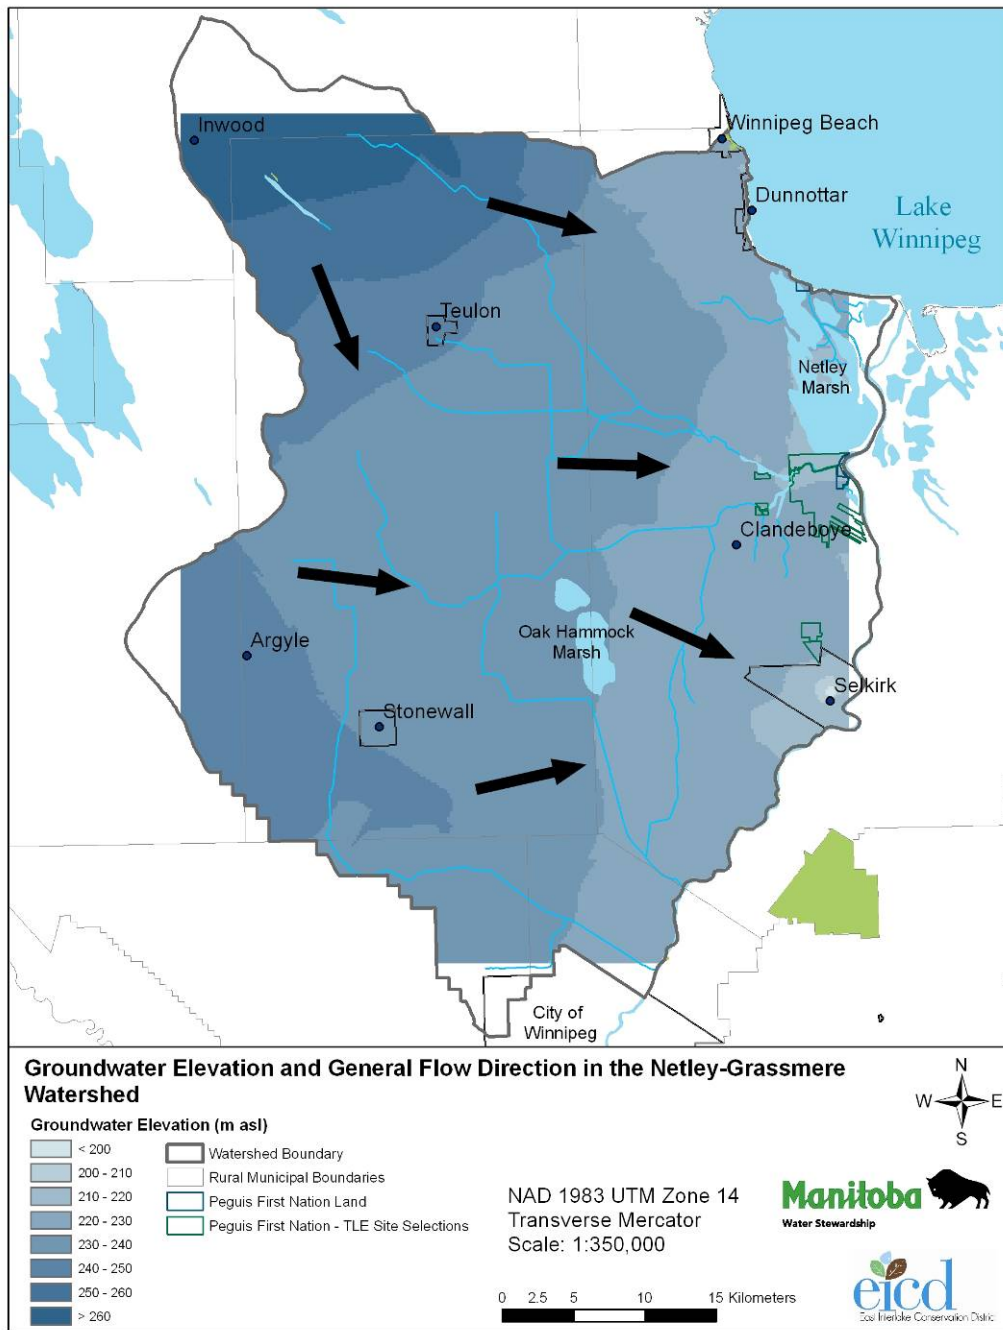 Inwood
Winnipeg Beach
Dunnottar
Lake
Winnipeg
Teulon
Netley
Marsh
Clandeboye
Oak Hammock
Marsh
Argyle
Selkirk
Stonewall
City of
Winnipeg
Groundwater Elevation and General Flow Direction in the Netley-Grassmere
Watershed
Groundwater Elevation (m asl)
< 200
200 - 210
210 - 220
220 - 230
230 - 240
240 - 250
250 - 260
> 260
Watershed Boundary
Rural Municipal Boundaries
Peguis First Nation Land
Peguis First Nation - TLE Site Selections
NAD 1983 UTM Zone 14
Transverse Mercator
Scale: 1:350,000
0 2.5 5 10 15 Kilometers
N
W E
S
Manitoba
Water Stewardship
eicd
East Interlake Conservation District